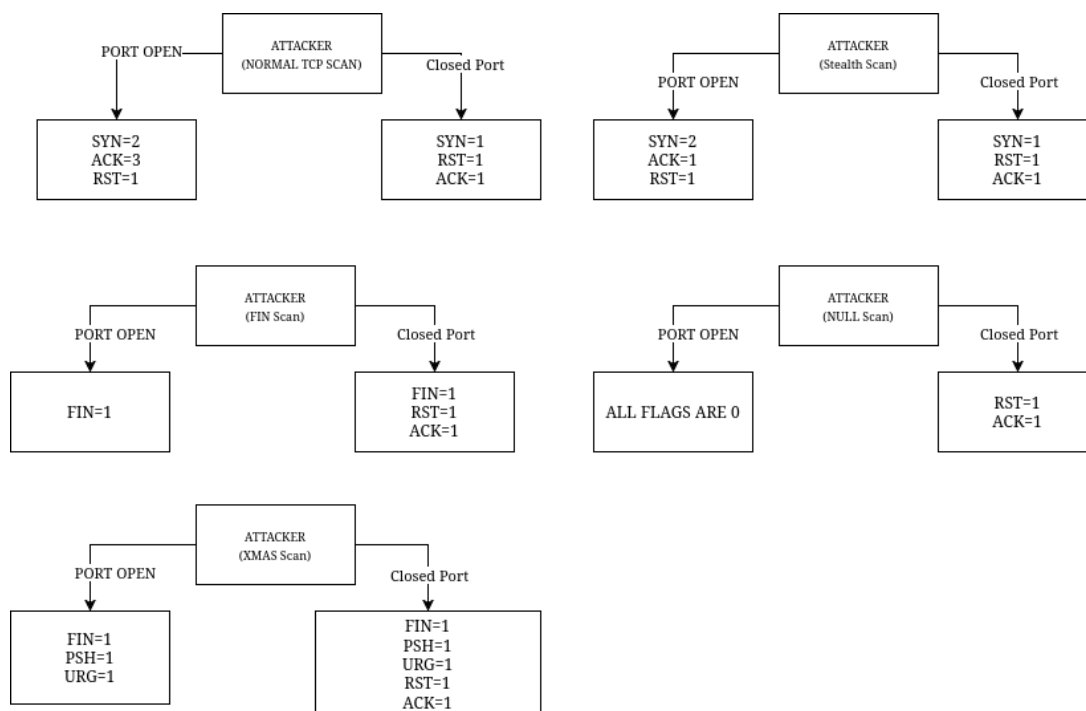 ATTACKER
(NORMAL TCP SCAN)
PORT OPEN
Closed Port
SYN=2
ACK=3
RST=1
SYN=1
RST=1
ACK=1
ATTACKER
(Stealth Scan)
PORT OPEN
Closed Port
SYN=2
ACK=1
RST=1
SYN=1
RST=1
ACK=1
ATTACKER
(FIN Scan)
PORT OPEN
Closed Port
FIN=1
FIN=1
RST=1
ACK=1
ATTACKER
(NULL Scan)
PORT OPEN
Closed Port
ALL FLAGS ARE 0
RST=1
ACK=1
ATTACKER
(XMAS Scan)
PORT OPEN
Closed Port
FIN=1
PSH=1
URG=1
FIN=1
PSH=1
URG=1
RST=1
ACK=1